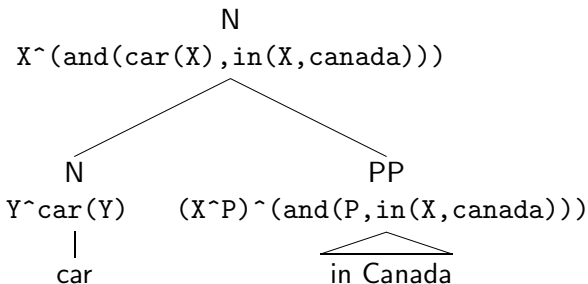 N
X^(and(car(X),in(X,canada)))
N PP
Y^car(Y) (X^P)^(and(P,in(X,canada)))
car in Canada